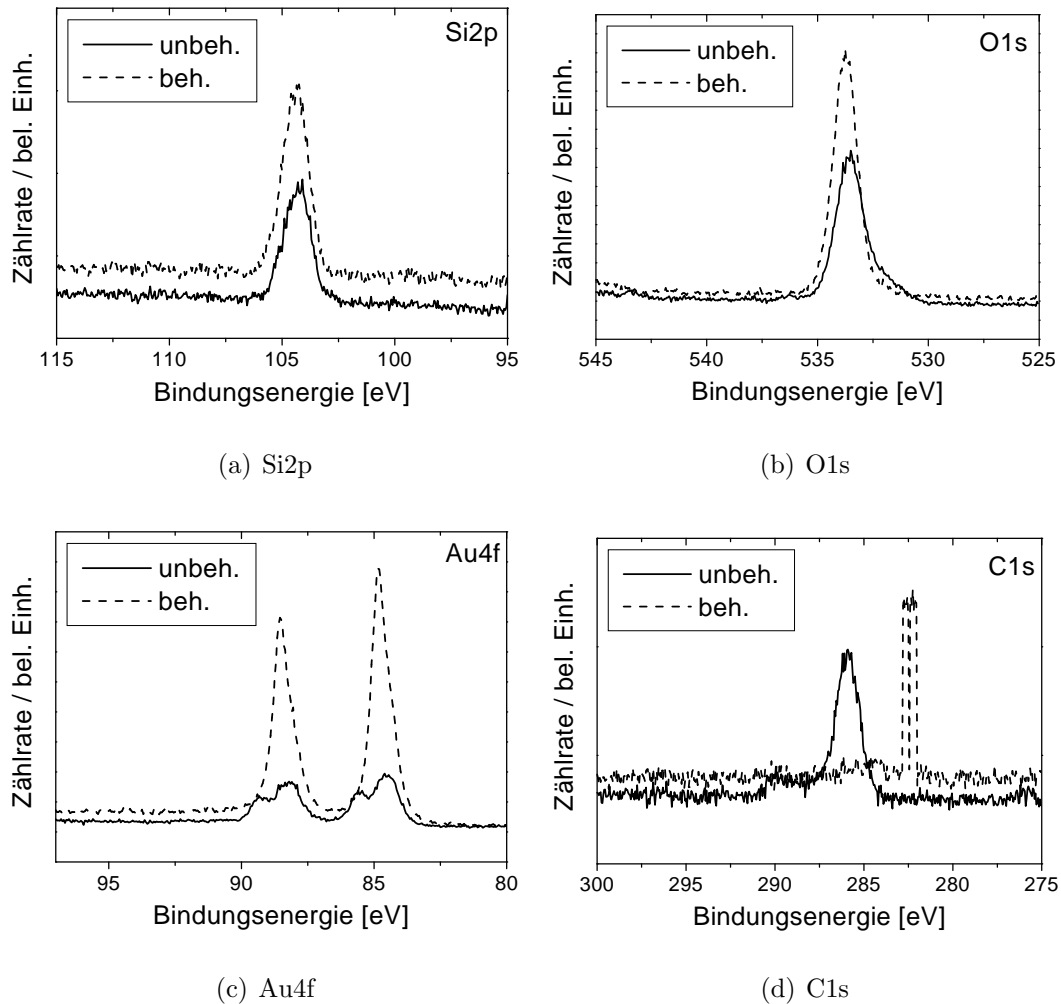 Si2p
unbeh.
beh.
Zählrate / bel. Einh.
115 110 105 100 95
Bindungsenergie [eV]
(a) Si2p
O1s
unbeh.
beh.
Zählrate / bel. Einh.
545 540 535 530 525
Bindungsenergie [eV]
(b) O1s
Au4f
unbeh.
beh.
Zählrate / bel. Einh.
95 90 85 80
Bindungsenergie [eV]
(c) Au4f
C1s
unbeh.
beh.
Zählrate / bel. Einh.
300 295 290 285 280 275
Bindungsenergie [eV]
(d) C1s